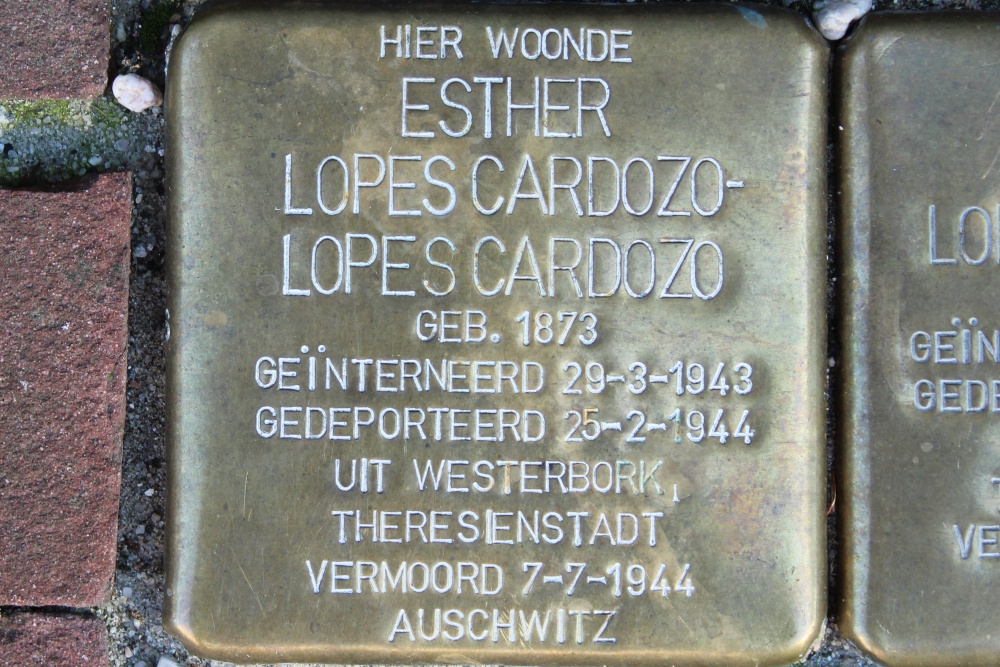 HIER WOONDE
ESTHER
LOPES CARDOZO-
LOPES CARDOZO
GEB. 1873
GEÏNTERNEERD 29-3-1943
GEDEPORTEERD 25-2-1944
UIT WESTERBORK,
THERESIENSTADT
VERMOORD 7-7-1944
AUSCHWITZ